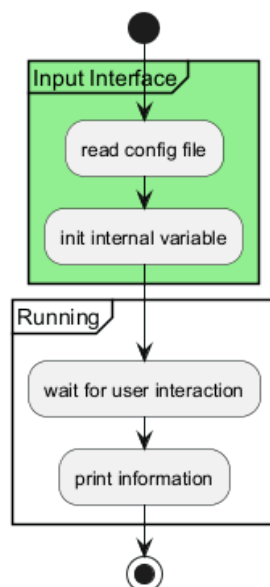 Input Interface
read config file
init internal variable
Running
wait for user interaction
print information